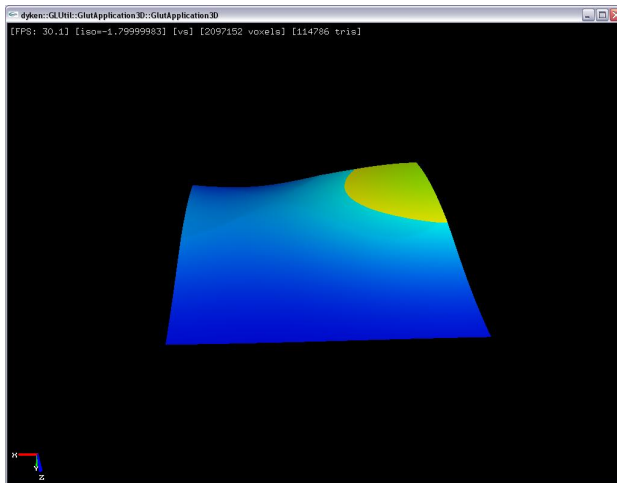 dyken::GLUtil::GlutApplication3D::GlutApplication3D
[FPS: 30.1] [iso=-1.79999983] [vs] [2097152 voxels] [114786 tris]
X
Y
Z